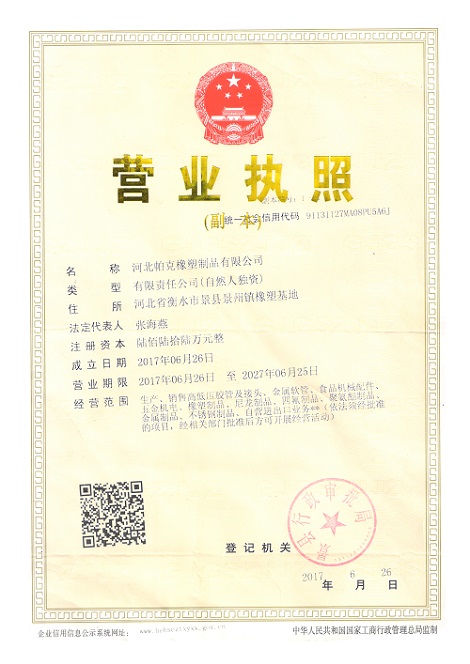 营业执照
(副 本)
统一社会信用代码 91131127MA08PU5A6J
名 称 河北帕克橡塑制品有限公司
类 型 有限责任公司(自然人独资)
住 所 河北省衡水市景县景州镇橡塑基地
法定代表人 张海燕
注册资本 陆佰陆拾陆万元整
成立日期 2017年06月26日
营业期限 2017年06月26日 至 2027年06月25日
经营范围 生产、销售高低压胶管及接头、金属软管、食品机械配件、
五金机电、橡塑制品、尼龙制品、四氟制品、聚氨酯制品、
金属制品、不锈钢制品、自营进出口业务**(依法须经批准
的项目，经相关部门批准后方可开展经营活动)
景县行政审批局
登记机关
2017 6 26
年 月 日
企业信用信息公示系统网址：
中华人民共和国国家工商行政管理总局监制